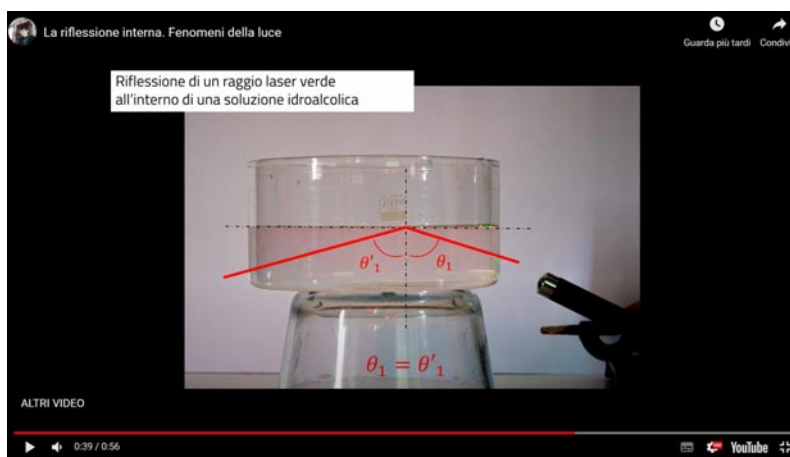 La riflessione interna. Fenomeni della luce
Guarda più tardi
Condivi
Riflessione di un raggio laser verde
all'interno di una soluzione idroalcolica
θ'₁
θ₁
θ₁ = θ'₁
ALTRI VIDEO
0:39 / 0:56
YouTube